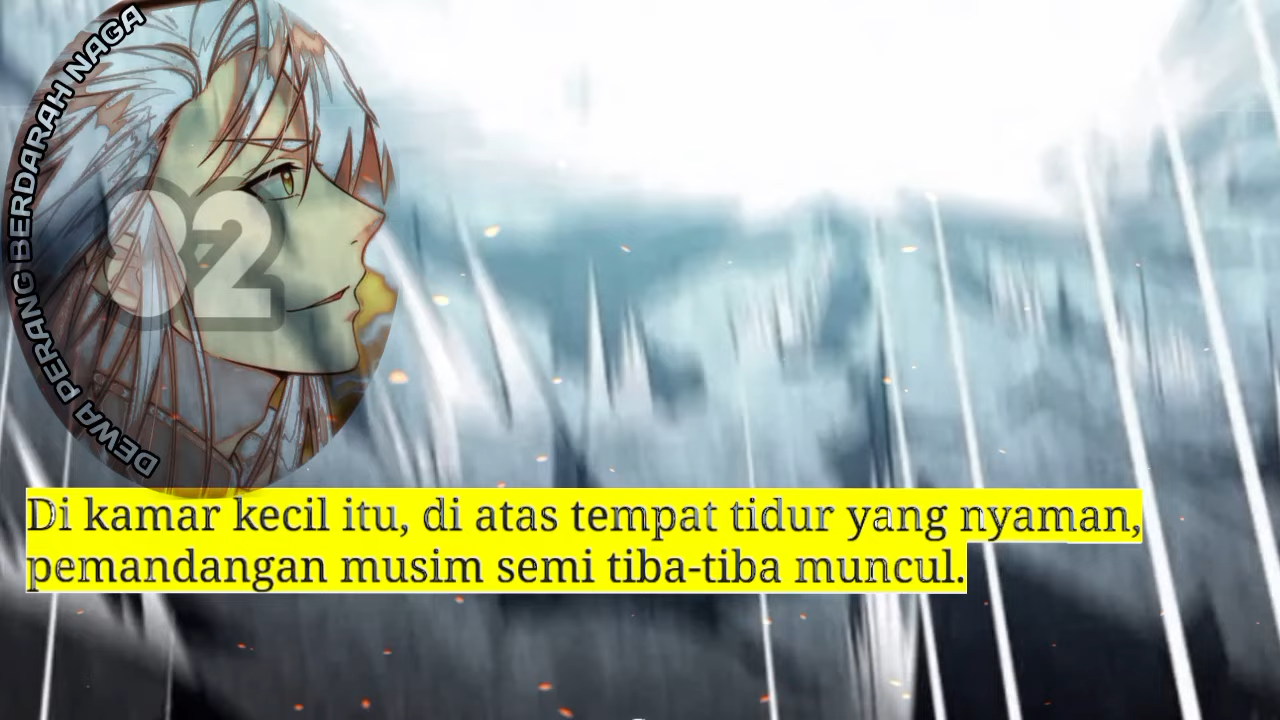 DEWA PERANG BERDARAH NAGA
82
Di kamar kecil itu, di atas tempat tidur yang nyaman,
pemandangan musim semi tiba-tiba muncul.